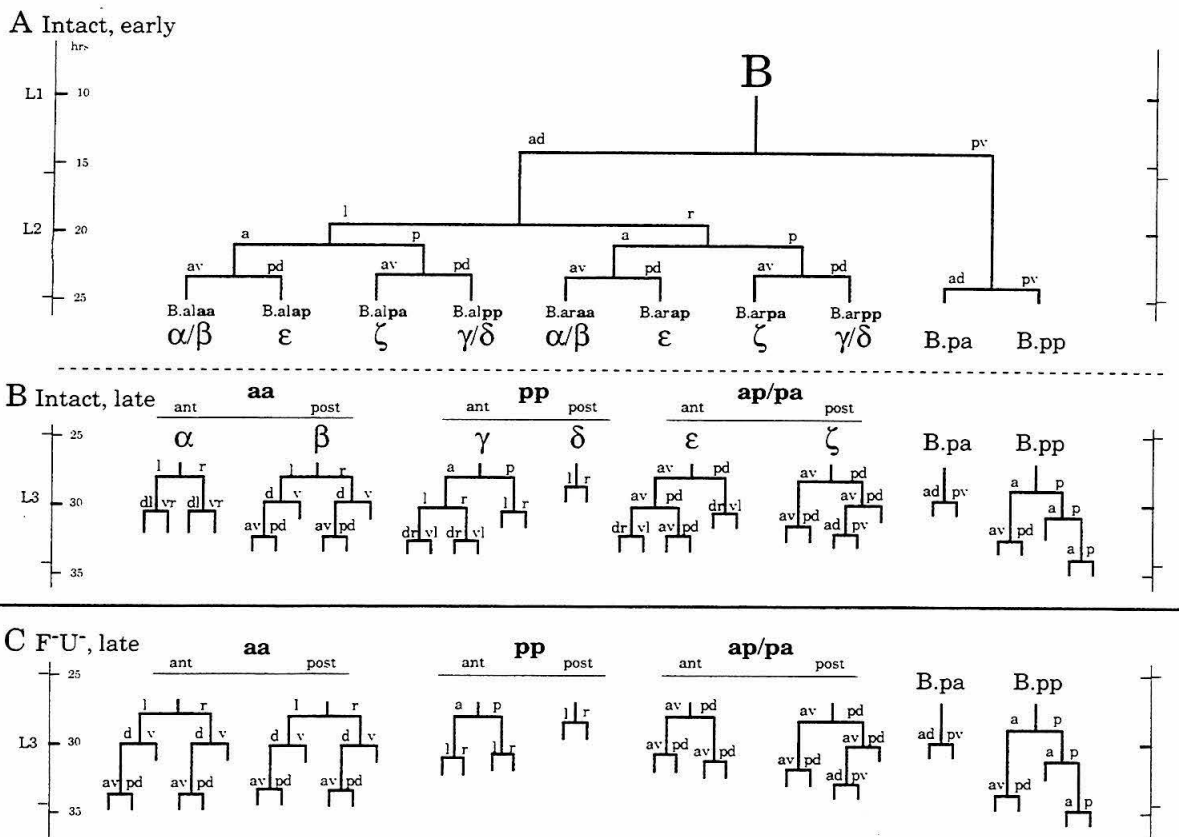 A Intact, early
hrs
L1 10
B
ad pv
15
l r
L2 20
a p a p
av pd av pd av pd av pd ad pv
25
B.alaa B.alap B.alpa B.alpp B.araa B.arap B.arpa B.arpp
α/β ε ζ γ/δ α/β ε ζ γ/δ B.pa B.pp
B Intact, late
aa pp ap/pa
ant post ant post ant post
25
α β γ δ ε ζ B.pa B.pp
l r l r a p l r av pd av pd ad pv a p
L3 30
dl vr dl vr d v d v l r l r av pd dr vl av pd a p
av pd av pd dr vl dr vl dr vl av pd av pd ad pv av pd a p
35
C F⁻U⁻, late
aa pp ap/pa
ant post ant post ant post
25
B.pa B.pp
l r l r a p l r av pd av pd a p
L3 30
d v d v d v d v l r l r av pd av pd av pd ad pv a p
av pd av pd av pd av pd av pd ad pv av pd a p
35